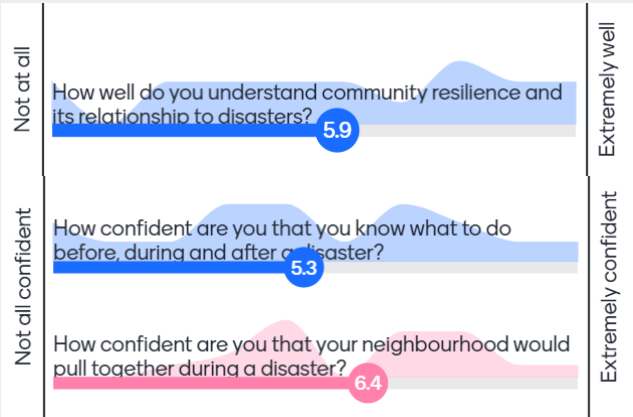 Not at all
How well do you understand community resilience and
its relationship to disasters?
5.9
Extremely well
Not all confident
How confident are you that you know what to do
before, during and after a disaster?
5.3
How confident are you that your neighbourhood would
pull together during a disaster?
6.4
Extremely confident